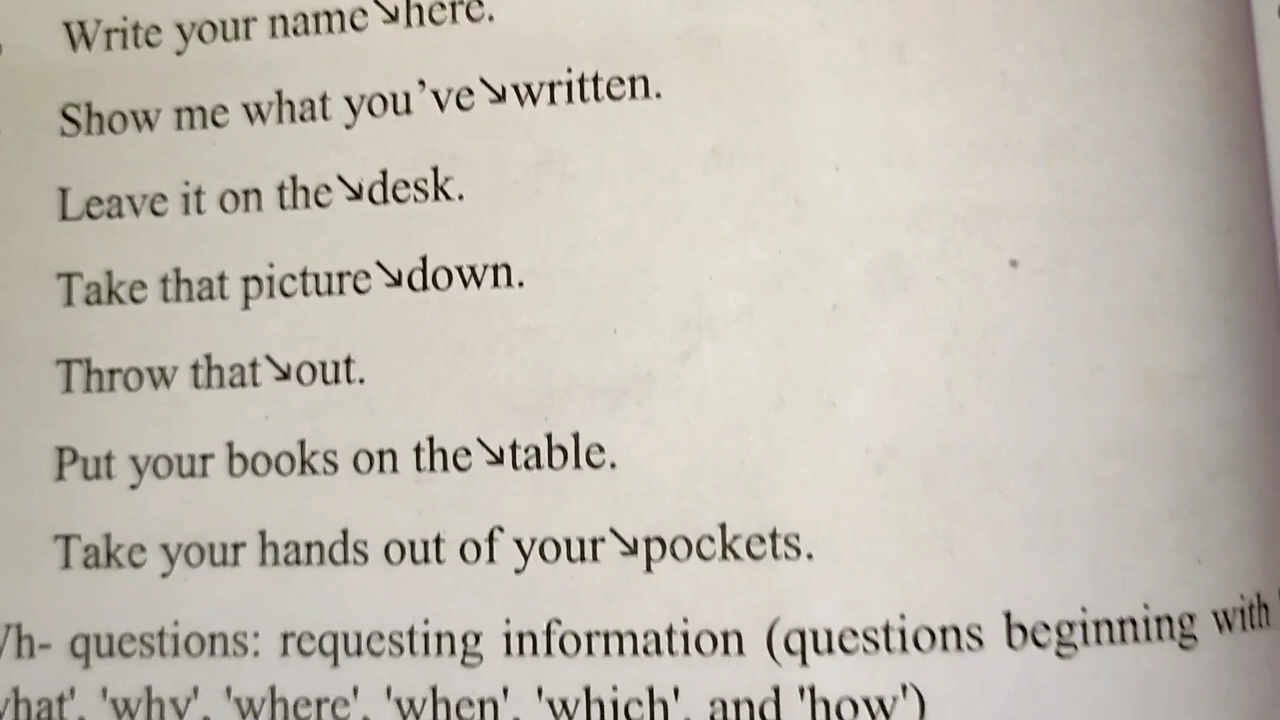 Write your name ↘here.
Show me what you've ↘written.
Leave it on the ↘desk.
Take that picture ↘down.
Throw that ↘out.
Put your books on the ↘table.
Take your hands out of your ↘pockets.
questions: requesting information (questions beginning with
'why', 'where', 'when', 'which', and 'how')